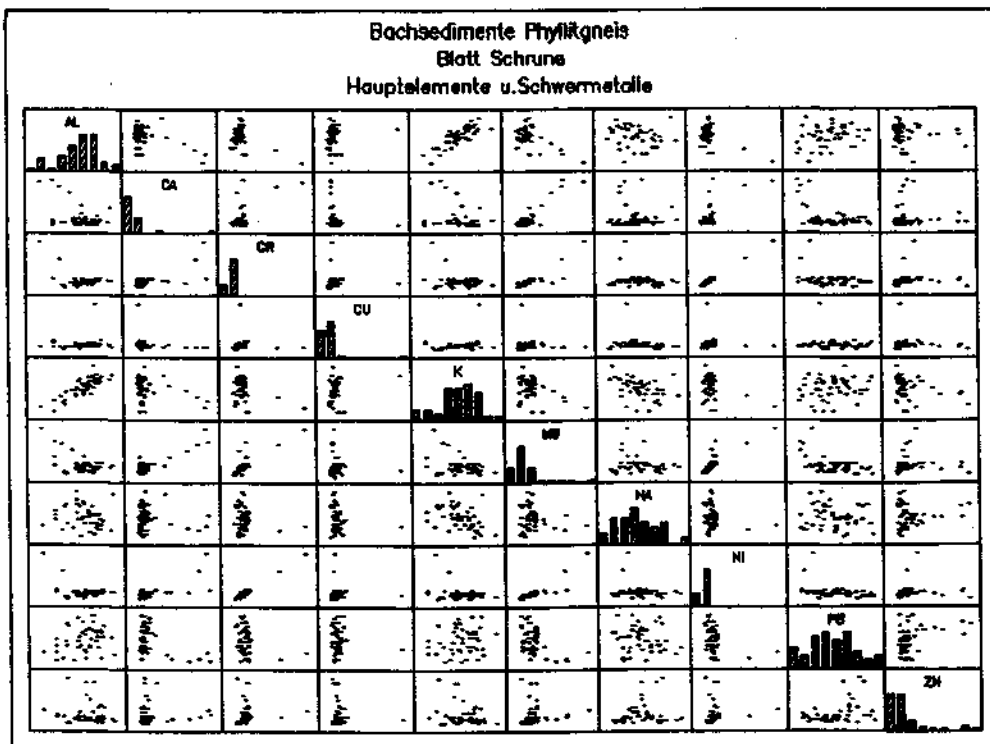 Bachsedimente Phyllitgneis
Blatt Schruns
Hauptelemente u.Schwermetalle
AL
CA
CR
CU
K
MG
NA
NI
PB
ZN